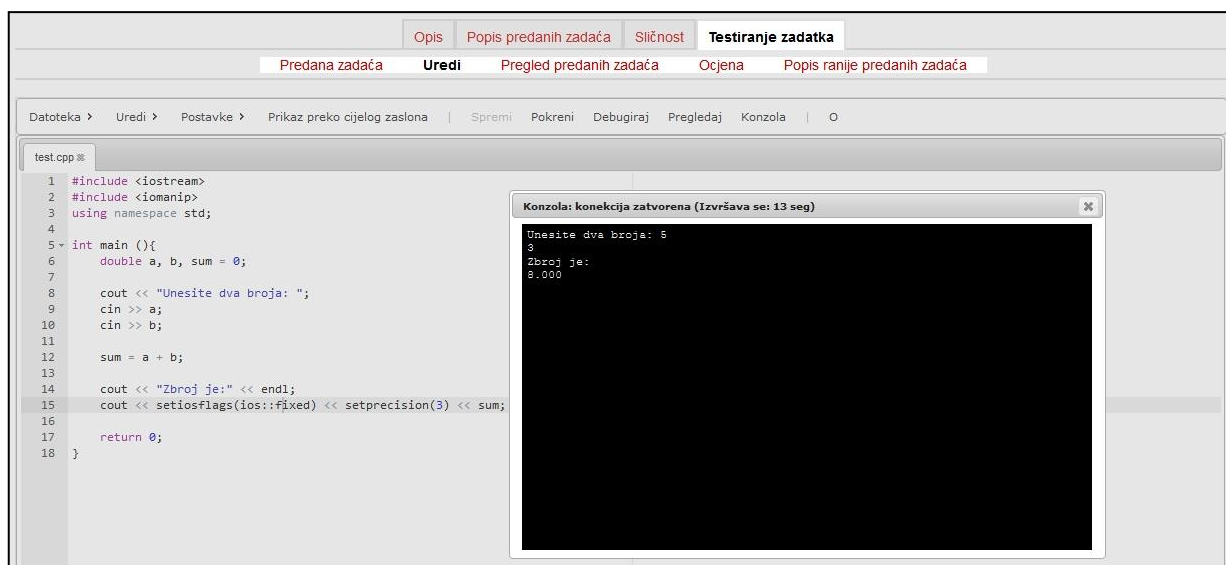 Opis Popis predanih zadaća Sličnost Testiranje zadatka
Predana zadaća Uredi Pregled predanih zadaća Ocjena Popis ranije predanih zadaća
Datoteka > Uredi > Postavke > Prikaz preko cijelog zaslona | Spremi Pokreni Debugiraj Pregledaj Konzola | O
test.cpp
1 #include <iostream>
2 #include <iomanip>
3 using namespace std;
4
5 int main (){
6 double a, b, sum = 0;
7
8 cout << "Unesite dva broja: ";
9 cin >> a;
10 cin >> b;
11
12 sum = a + b;
13
14 cout << "Zbroj je:" << endl;
15 cout << setiosflags(ios::fixed) << setprecision(3) << sum;
16
17 return 0;
18 }
Konzola: konekcija zatvorena (Izvršava se: 13 seg)
Unesite dva broja: 5
3
Zbroj je:
8.000